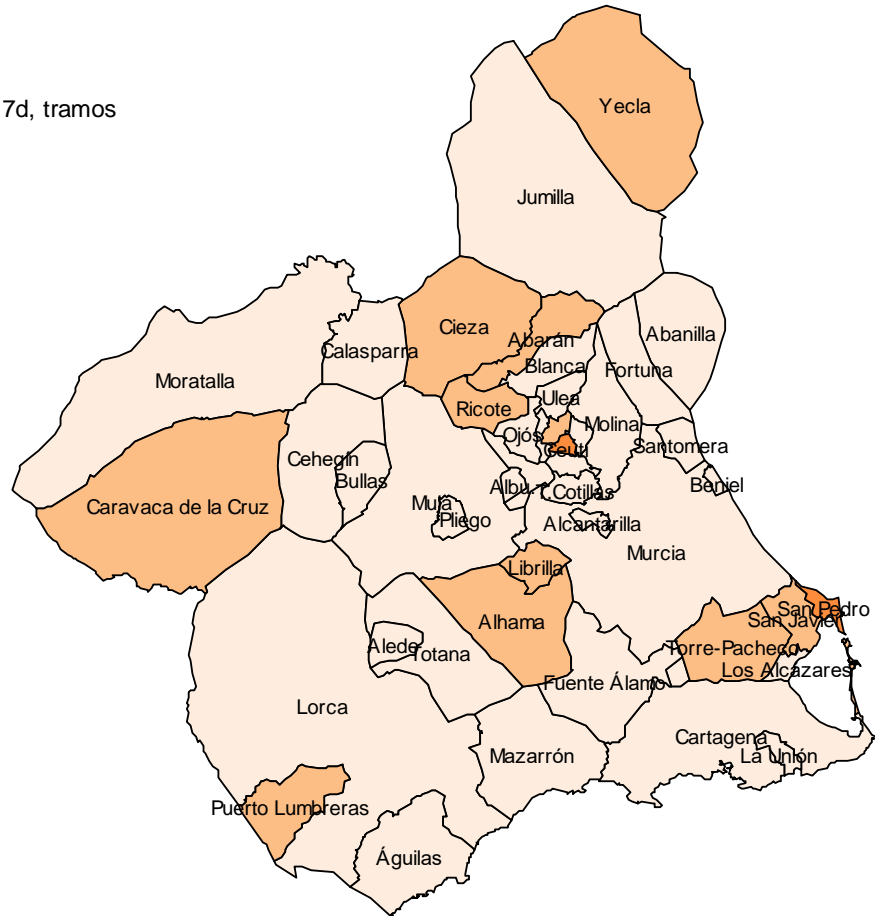 Yecla
7d, tramos
Jumilla
Cieza
Abarán
Abanilla
Calasparra
Blanca
Fortuna
Moratalla
Ulea
Ricote
Molina
Ojós
Santomera
Ceutí
Cehegín
Bullas
Albu.
T.Cotillas
Beniel
Caravaca de la Cruz
Mula
Pliego
Alcantarilla
Murcia
Librilla
San Pedro
Alhama
San Javier
Alede
Totana
Torre-Pacheco
Los Alcázares
Fuente Álamo
Lorca
Cartagena
Mazarrón
La Unión
Puerto Lumbreras
Águilas